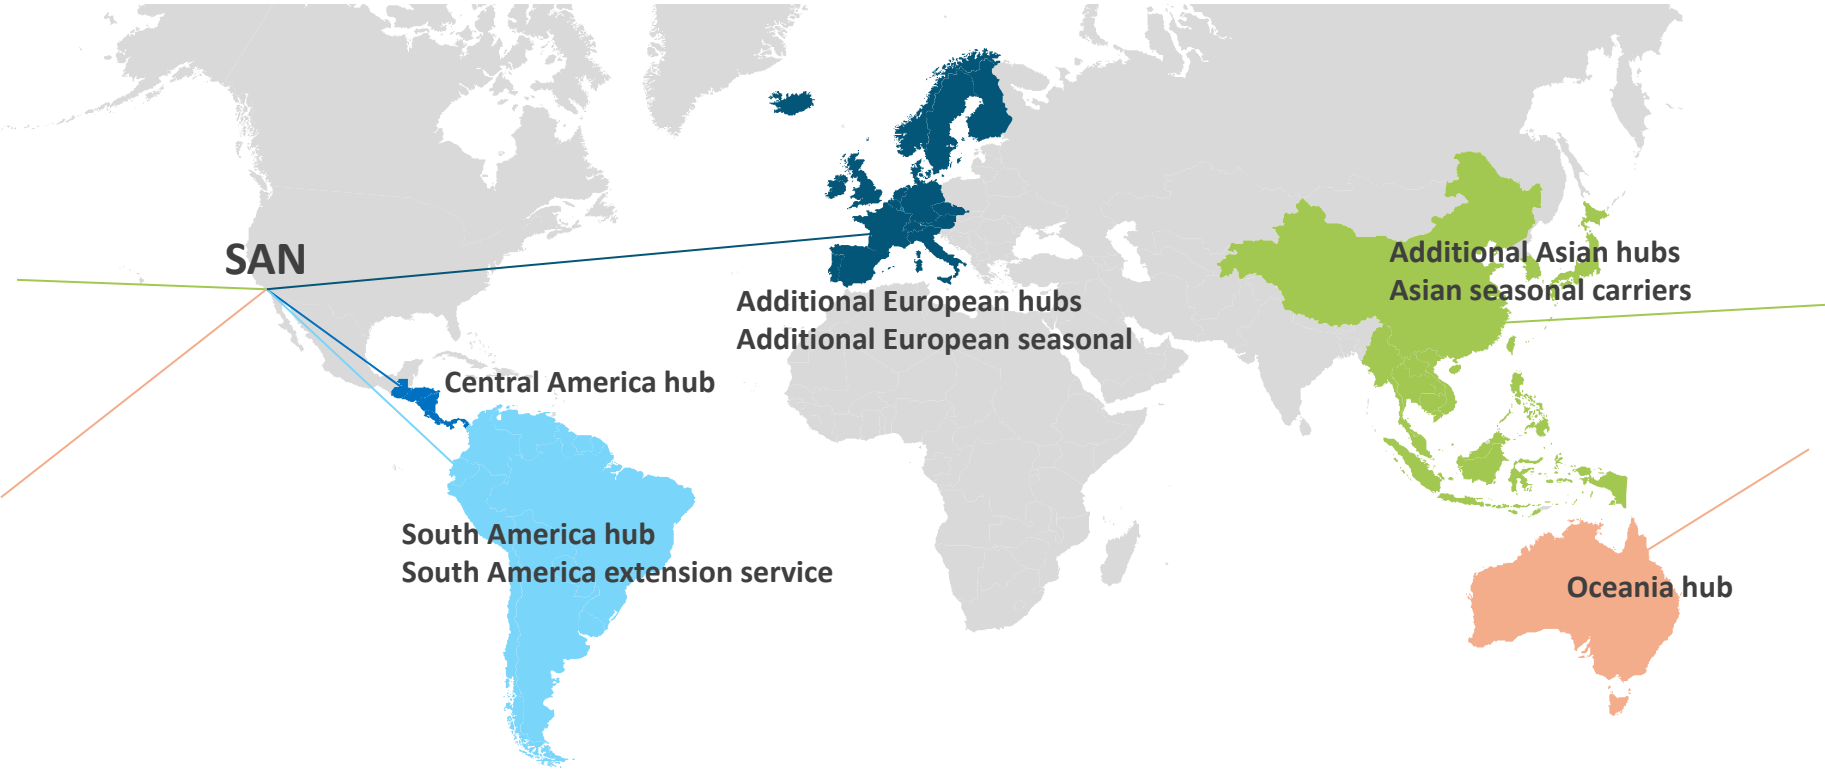 SAN
Additional Asian hubs
Asian seasonal carriers
Additional European hubs
Additional European seasonal
Central America hub
South America hub
South America extension service
Oceania hub